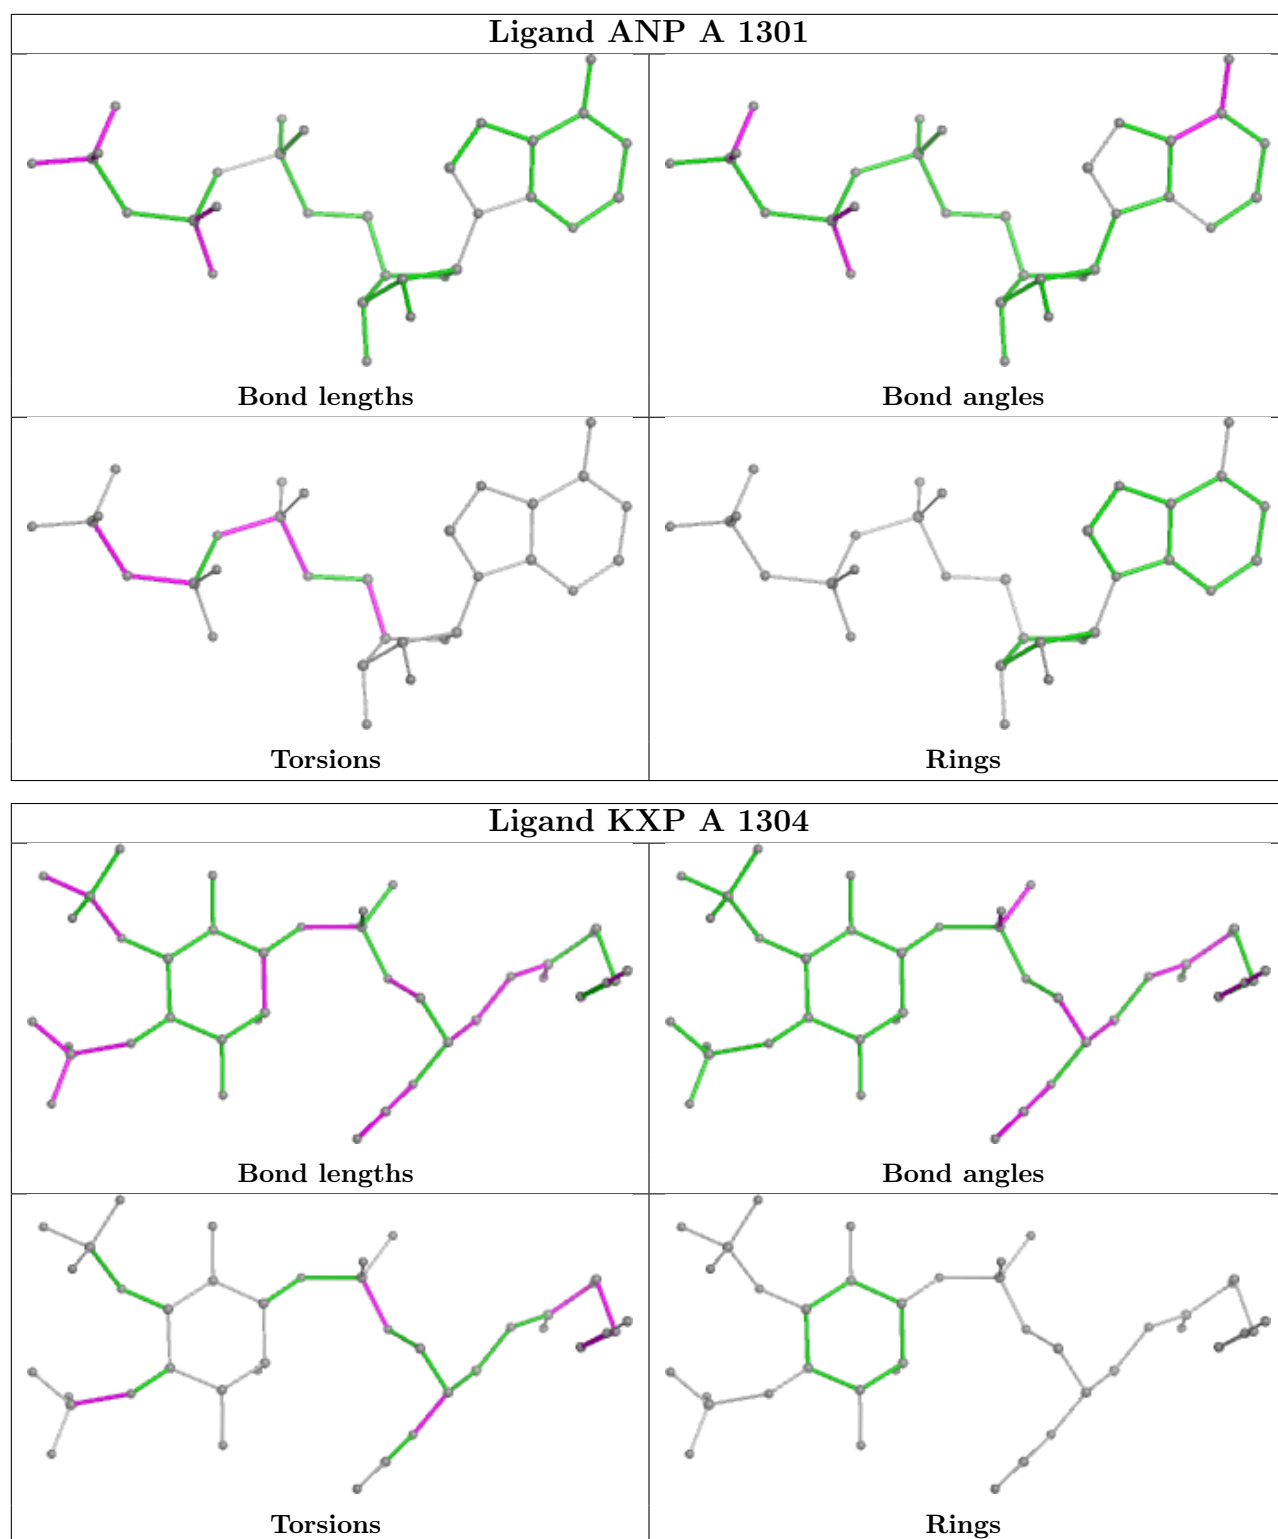 Ligand ANP A 1301
Bond lengths
Bond angles
Torsions
Rings
Ligand KXP A 1304
Bond lengths
Bond angles
Torsions
Rings